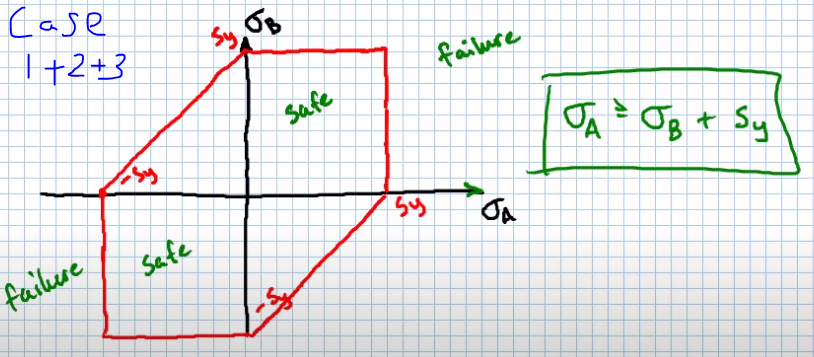 Case
1+2+3
σB
Sy
failure
safe
σA ≥ σB + Sy
-Sy
Sy
σA
safe
failure
-Sy